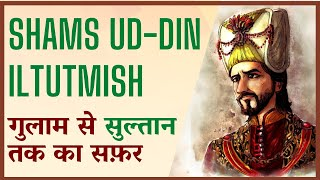 SHAMS UD-DIN
ILTUTMISH
गुलाम से सुल्तान
तक का सफ़र